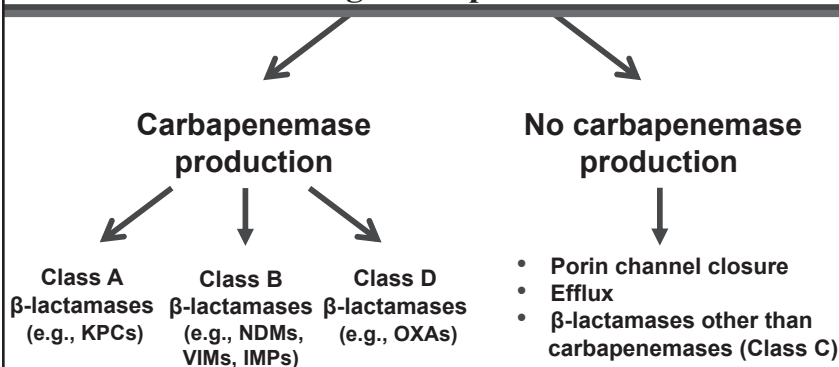 Carbapenemase
production
No carbapenemase
production
Class A
β-lactamases
(e.g., KPCs)
Class B
β-lactamases
(e.g., NDMs,
VIMs, IMPs)
Class D
β-lactamases
(e.g., OXAs)
• Porin channel closure
• Efflux
• β-lactamases other than
carbapenemases (Class C)